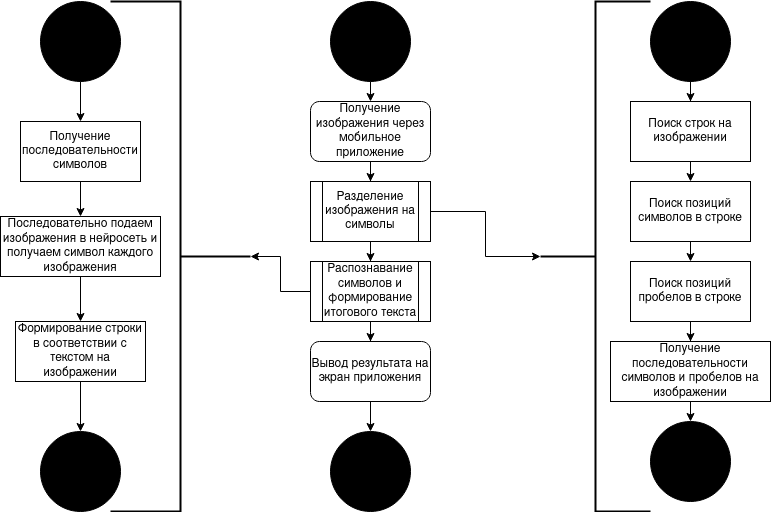 Получение
последовательности
символов
Последовательно подаем
изображения в нейросеть и
получаем символ каждого
изображения
Формирование строки
в соответствии с
текстом на
изображении
Получение
изображения через
мобильное
приложение
Разделение
изображения на
символы
Распознавание
символов и
формирование
итогового текста
Вывод результата на
экран приложения
Поиск строк на
изображении
Поиск позиций
символов в строке
Поиск позиций
пробелов в строке
Получение
последовательности
символов и пробелов на
изображении